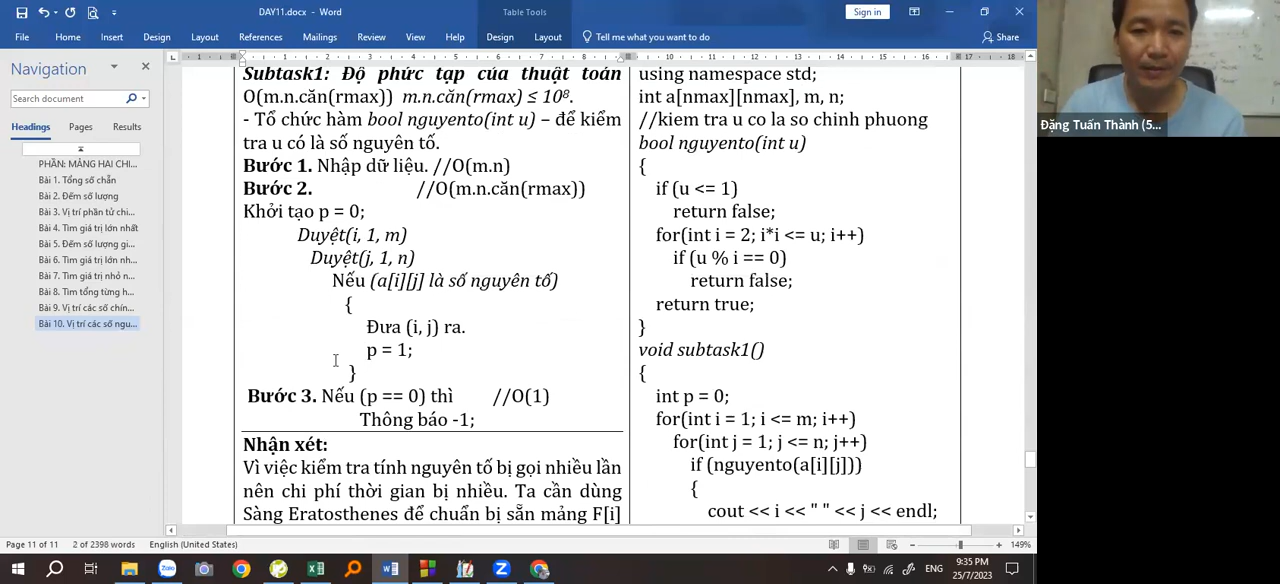 DAY11.docx - Word
Table Tools
Sign in
File Home Insert Design Layout References Mailings Review View Help Design Layout Tell me what you want to do Share
Navigation
Search document
Headings Pages Results
PHẦN: MẢNG HAI CHI...
Bài 1. Tổng số chẵn
Bài 2. Đếm số lượng
Bài 3. Vị trí phần tử chi...
Bài 4. Tìm giá trị lớn nhất
Bài 5. Đếm số lượng gi...
Bài 6. Tìm giá trị lớn nh...
Bài 7. Tìm giá trị nhỏ n...
Bài 8. Tìm tổng từng h...
Bài 9. Vị trí các số chín...
Bài 10. Vị trí các số ngu...
Subtask1: Độ phức tạp của thuật toán
O(m.n.căn(rmax)) m.n.căn(rmax) ≤ 10⁸.
- Tổ chức hàm bool nguyento(int u) – để kiểm
tra u có là số nguyên tố.
Bước 1. Nhập dữ liệu. //O(m.n)
Bước 2. //O(m.n.căn(rmax))
Khởi tạo p = 0;
Duyệt(i, 1, m)
Duyệt(j, 1, n)
Nếu (a[i][j] là số nguyên tố)
{
Đưa (i, j) ra.
p = 1;
}
Bước 3. Nếu (p == 0) thì //O(1)
Thông báo -1;
Nhận xét:
Vì việc kiểm tra tính nguyên tố bị gọi nhiều lần
nên chi phí thời gian bị nhiều. Ta cần dùng
Sàng Eratosthenes để chuẩn bị sẵn mảng F[i]
using namespace std;
int a[nmax][nmax], m, n;
//kiem tra u co la so chinh phuong
bool nguyento(int u)
{
if (u <= 1)
return false;
for(int i = 2; i*i <= u; i++)
if (u % i == 0)
return false;
return true;
}
void subtask1()
{
int p = 0;
for(int i = 1; i <= m; i++)
for(int j = 1; j <= n; j++)
if (nguyento(a[i][j]))
{
cout << i << " " << j << endl;
Đặng Tuấn Thành (5...
Page 11 of 11 2 of 2398 words English (United States) 149%
ENG
9:35 PM
25/7/2023